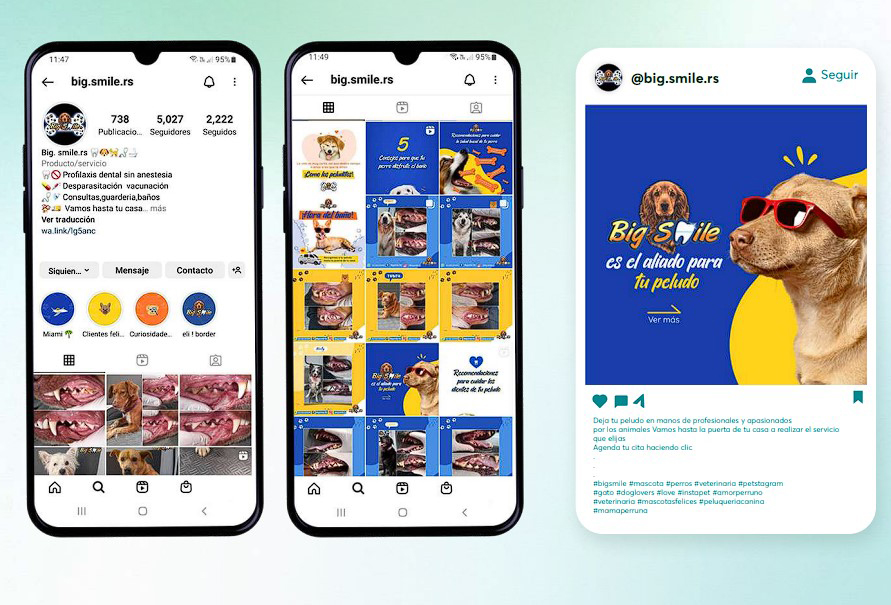 11:47
95%
big.smile.rs
738
5,027
2,222
Publicacio...
Seguidores
Seguidos
Big. smile.rs
Producto/servicio
Profilaxis dental sin anestesia
Desparasitación vacunación
Consultas,guarderia,baños
Vamos hasta tu casa... más
Ver traducción
wa.link/lg5anc
Siguien...
Mensaje
Contacto
Miami
Clientes feli...
Curiosidade...
eli ! border
11:49
95%
big.smile.rs
5
Consejos para que tu
perro disfrute el baño
Recomendaciones para cuidar
la salud bucal de tu perro
¡Como los peluditos!
¡Hora del baño!
Big Smile
es el aliado para
tu peludo
Recomendaciones
para cuidar los
dientes de tu peludo
@big.smile.rs
Seguir
Big Smile
es el aliado para
tu peludo
Ver más
Deja tu peludo en manos de profesionales y apasionados
por los animales Vamos hasta la puerta de tu casa a realizar el servicio
que elijas
Agenda tu cita haciendo clic
.
.
.
#bigsmile #mascota #perros #veterinaria #petstagram
#gato #doglovers #love #instapet #amorperruno
#veterinaria #mascotasfelices #peluqueriacanina
#mamaperruna